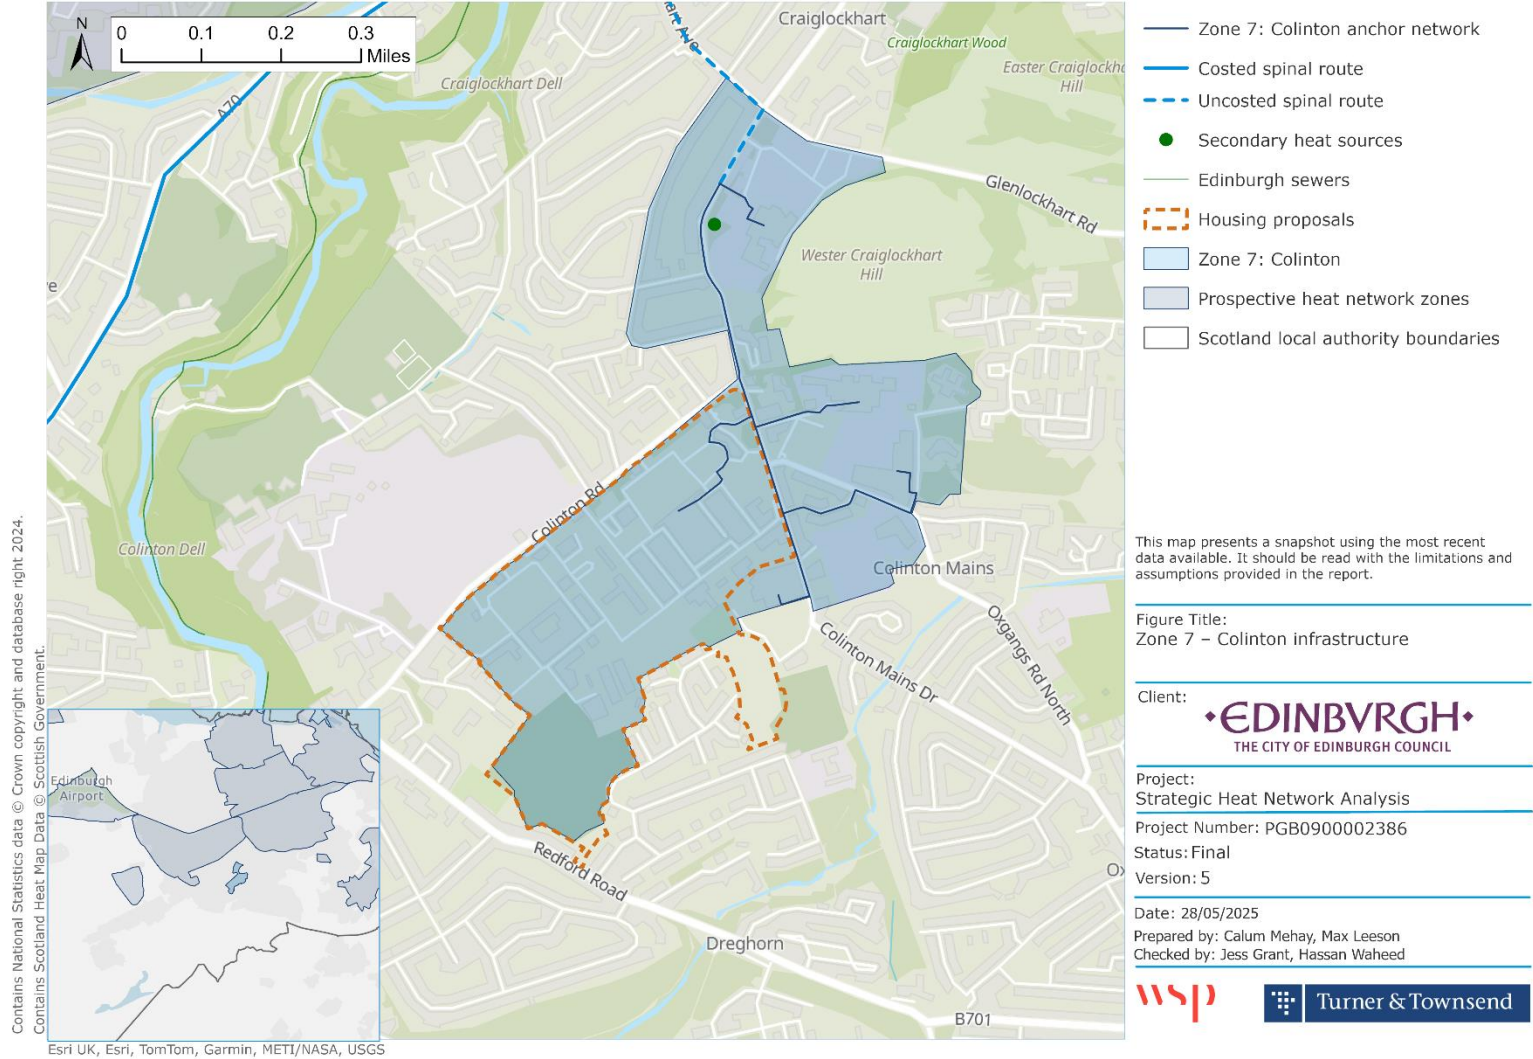 N
0 0.1 0.2 0.3
Miles
Craiglockhart
Craiglockhart Wood
Easter Craiglockha
Hill
Craiglockhart Dell
A70
art Ave
Glenlockhart Rd
Wester Craiglockhart
Hill
e
Colinton Rd
Colinton Dell
Colinton Mains
Oxgangs Rd North
Colinton Mains Dr
Redford Road
Dreghorn
Ox
B701
Edinburgh
Airport
Contains National Statistics data © Crown copyright and database right 2024.
Contains Scotland Heat Map Data © Scottish Government.
Esri UK, Esri, TomTom, Garmin, METI/NASA, USGS
Zone 7: Colinton anchor network
Costed spinal route
Uncosted spinal route
Secondary heat sources
Edinburgh sewers
Housing proposals
Zone 7: Colinton
Prospective heat network zones
Scotland local authority boundaries
This map presents a snapshot using the most recent
data available. It should be read with the limitations and
assumptions provided in the report.
Figure Title:
Zone 7 – Colinton infrastructure
Client:
•EDINBVRGH•
THE CITY OF EDINBURGH COUNCIL
Project:
Strategic Heat Network Analysis
Project Number: PGB0900002386
Status: Final
Version: 5
Date: 28/05/2025
Prepared by: Calum Mehay, Max Leeson
Checked by: Jess Grant, Hassan Waheed
wsp
Turner & Townsend